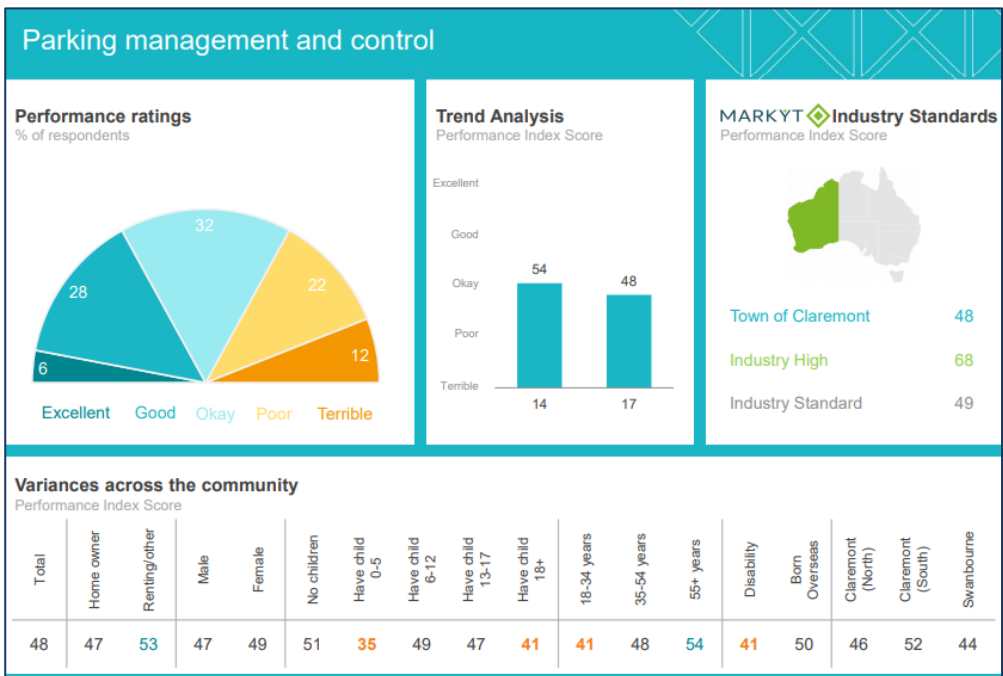 Parking management and control
Performance ratings
% of respondents
32
28
22
6
12
Excellent Good Okay Poor Terrible
Trend Analysis
Performance Index Score
Excellent
Good
Okay
Poor
Terrible
54
48
14 17
MARKYT Industry Standards
Performance Index Score
Town of Claremont 48
Industry High 68
Industry Standard 49
Variances across the community
Performance Index Score
Total
Home owner
Renting/other
Male
Female
No children
Have child
0-5
Have child
6-12
Have child
13-17
Have child
18+
18-34 years
35-54 years
55+ years
Disability
Born
Overseas
Claremont
(North)
Claremont
(South)
Swanbourne
48 47 53 47 49 51 35 49 47 41 41 48 54 41 50 46 52 44